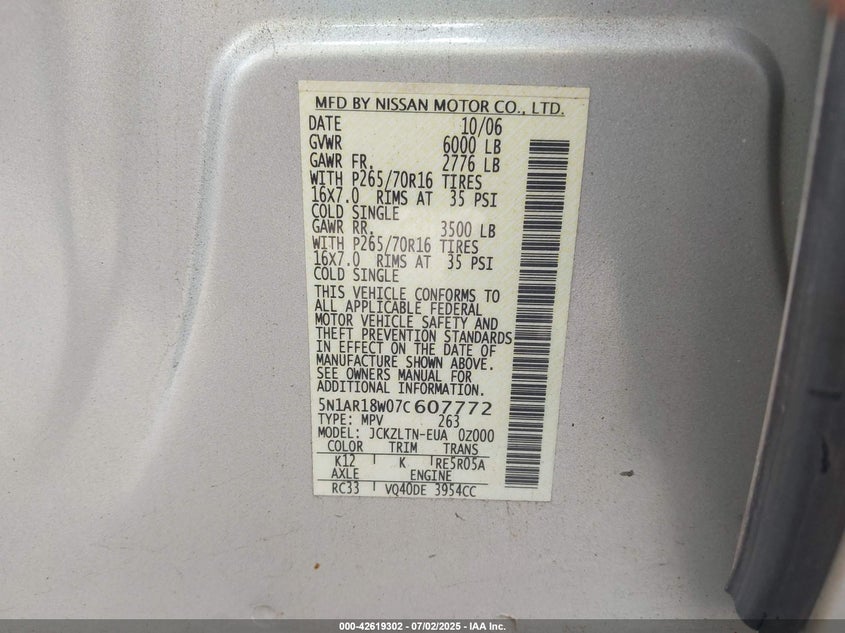 MFD BY NISSAN MOTOR CO., LTD.
DATE 10/06
GVWR 6000 LB
GAWR FR. 2776 LB
WITH P265/70R16 TIRES
16X7.0 RIMS AT 35 PSI
COLD SINGLE
GAWR RR. 3500 LB
WITH P265/70R16 TIRES
16X7.0 RIMS AT 35 PSI
COLD SINGLE
THIS VEHICLE CONFORMS TO
ALL APPLICABLE FEDERAL
MOTOR VEHICLE SAFETY AND
THEFT PREVENTION STANDARDS
IN EFFECT ON THE DATE OF
MANUFACTURE SHOWN ABOVE.
SEE OWNERS MANUAL FOR
ADDITIONAL INFORMATION.
5N1AR18W07C607772
TYPE: MPV 263
MODEL: JCKZLTN-EUA 0Z000
COLOR TRIM TRANS
K12 K RE5R05A
AXLE ENGINE
RC33 VQ40DE 3954CC
000-42619302 - 07/02/2025 - IAA Inc.